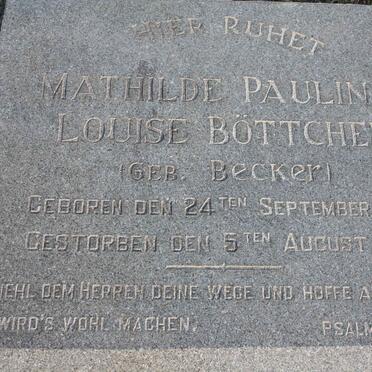 HIER RUHET
MATHILDE PAULIN
LOUISE BÖTTCHE
(GEB. BECKER)
GEBOREN DEN 24TEN SEPTEMBER
GESTORBEN DEN 5TEN AUGUST
IEHL DEM HERREN DEINE WEGE UND HOFFE A
WIRD'S WOHL MACHEN. PSALM